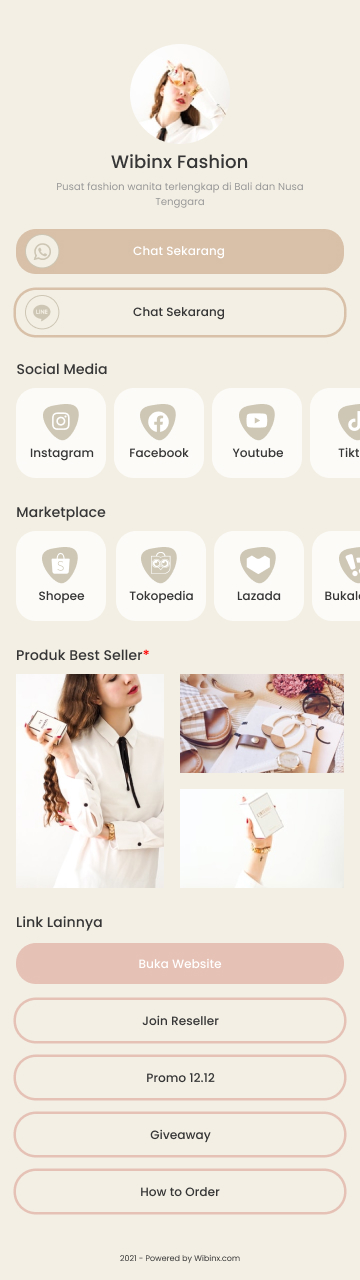 Wibinx Fashion
Pusat fashion wanita terlengkap di Bali dan Nusa
Tenggara
Chat Sekarang
LINE
Chat Sekarang
Social Media
Instagram
Facebook
Youtube
Tikt
Marketplace
Shopee
Tokopedia
Lazada
Bukal
Produk Best Seller*
Link Lainnya
Buka Website
Join Reseller
Promo 12.12
Giveaway
How to Order
2021 - Powered by Wibinx.com